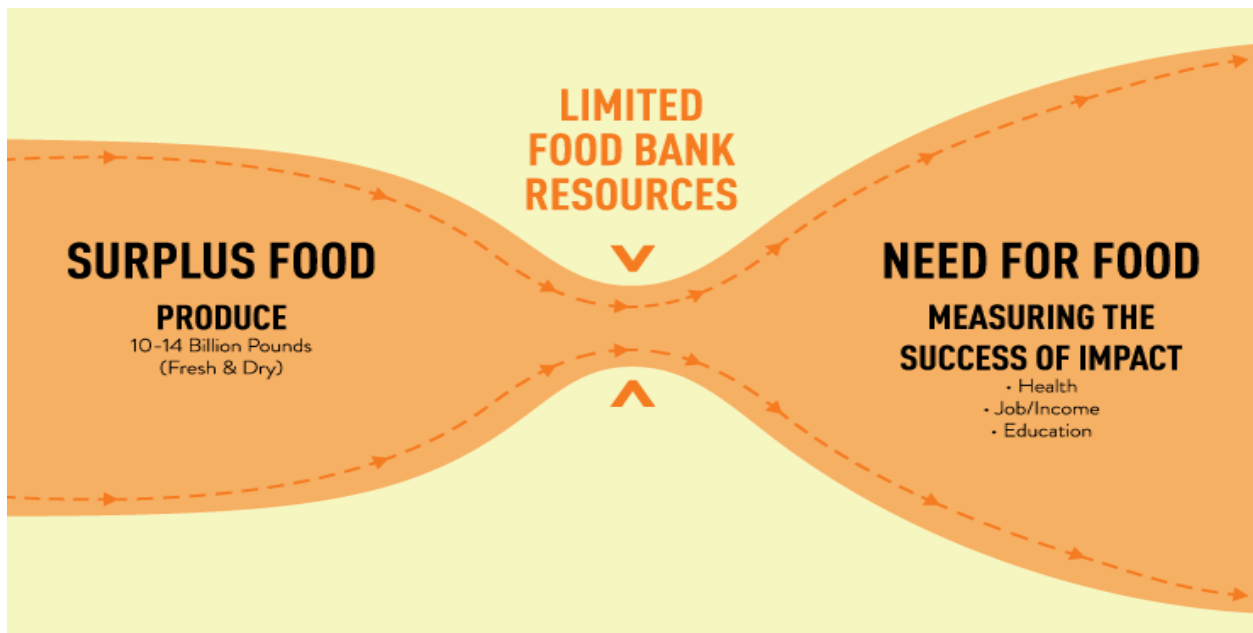 LIMITED
FOOD BANK
RESOURCES
SURPLUS FOOD
PRODUCE
10-14 Billion Pounds
(Fresh & Dry)
NEED FOR FOOD
MEASURING THE
SUCCESS OF IMPACT
• Health
• Job/Income
• Education